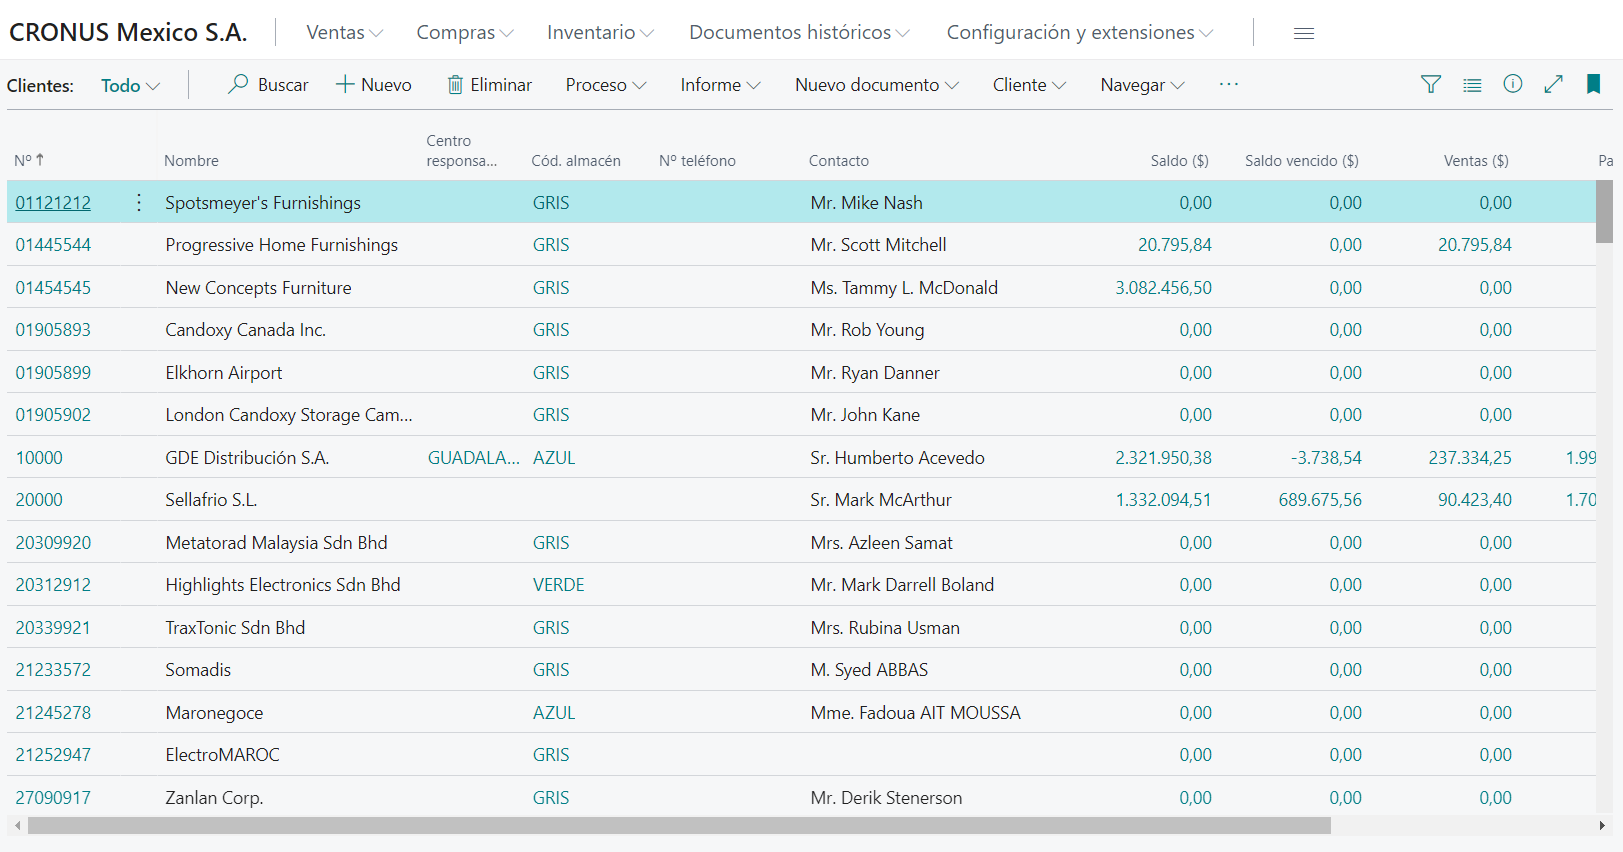 CRONUS Mexico S.A. Ventas Compras Inventario Documentos históricos Configuración y extensiones
Clientes: Todo Buscar Nuevo Eliminar Proceso Informe Nuevo documento Cliente Navegar ...
Nº ↑ Nombre Centro responsa... Cód. almacén Nº teléfono Contacto Saldo ($) Saldo vencido ($) Ventas ($) Pa
01121212 Spotsmeyer's Furnishings GRIS Mr. Mike Nash 0,00 0,00 0,00
01445544 Progressive Home Furnishings GRIS Mr. Scott Mitchell 20.795,84 0,00 20.795,84
01454545 New Concepts Furniture GRIS Ms. Tammy L. McDonald 3.082.456,50 0,00 0,00
01905893 Candoxy Canada Inc. GRIS Mr. Rob Young 0,00 0,00 0,00
01905899 Elkhorn Airport GRIS Mr. Ryan Danner 0,00 0,00 0,00
01905902 London Candoxy Storage Cam... GRIS Mr. John Kane 0,00 0,00 0,00
10000 GDE Distribución S.A. GUADALA... AZUL Sr. Humberto Acevedo 2.321.950,38 -3.738,54 237.334,25 1.99
20000 Sellafrio S.L. Sr. Mark McArthur 1.332.094,51 689.675,56 90.423,40 1.70
20309920 Metatorad Malaysia Sdn Bhd GRIS Mrs. Azleen Samat 0,00 0,00 0,00
20312912 Highlights Electronics Sdn Bhd VERDE Mr. Mark Darrell Boland 0,00 0,00 0,00
20339921 TraxTonic Sdn Bhd GRIS Mrs. Rubina Usman 0,00 0,00 0,00
21233572 Somadis GRIS M. Syed ABBAS 0,00 0,00 0,00
21245278 Maronegoce AZUL Mme. Fadoua AIT MOUSSA 0,00 0,00 0,00
21252947 ElectroMAROC GRIS 0,00 0,00 0,00
27090917 Zanlan Corp. GRIS Mr. Derik Stenerson 0,00 0,00 0,00